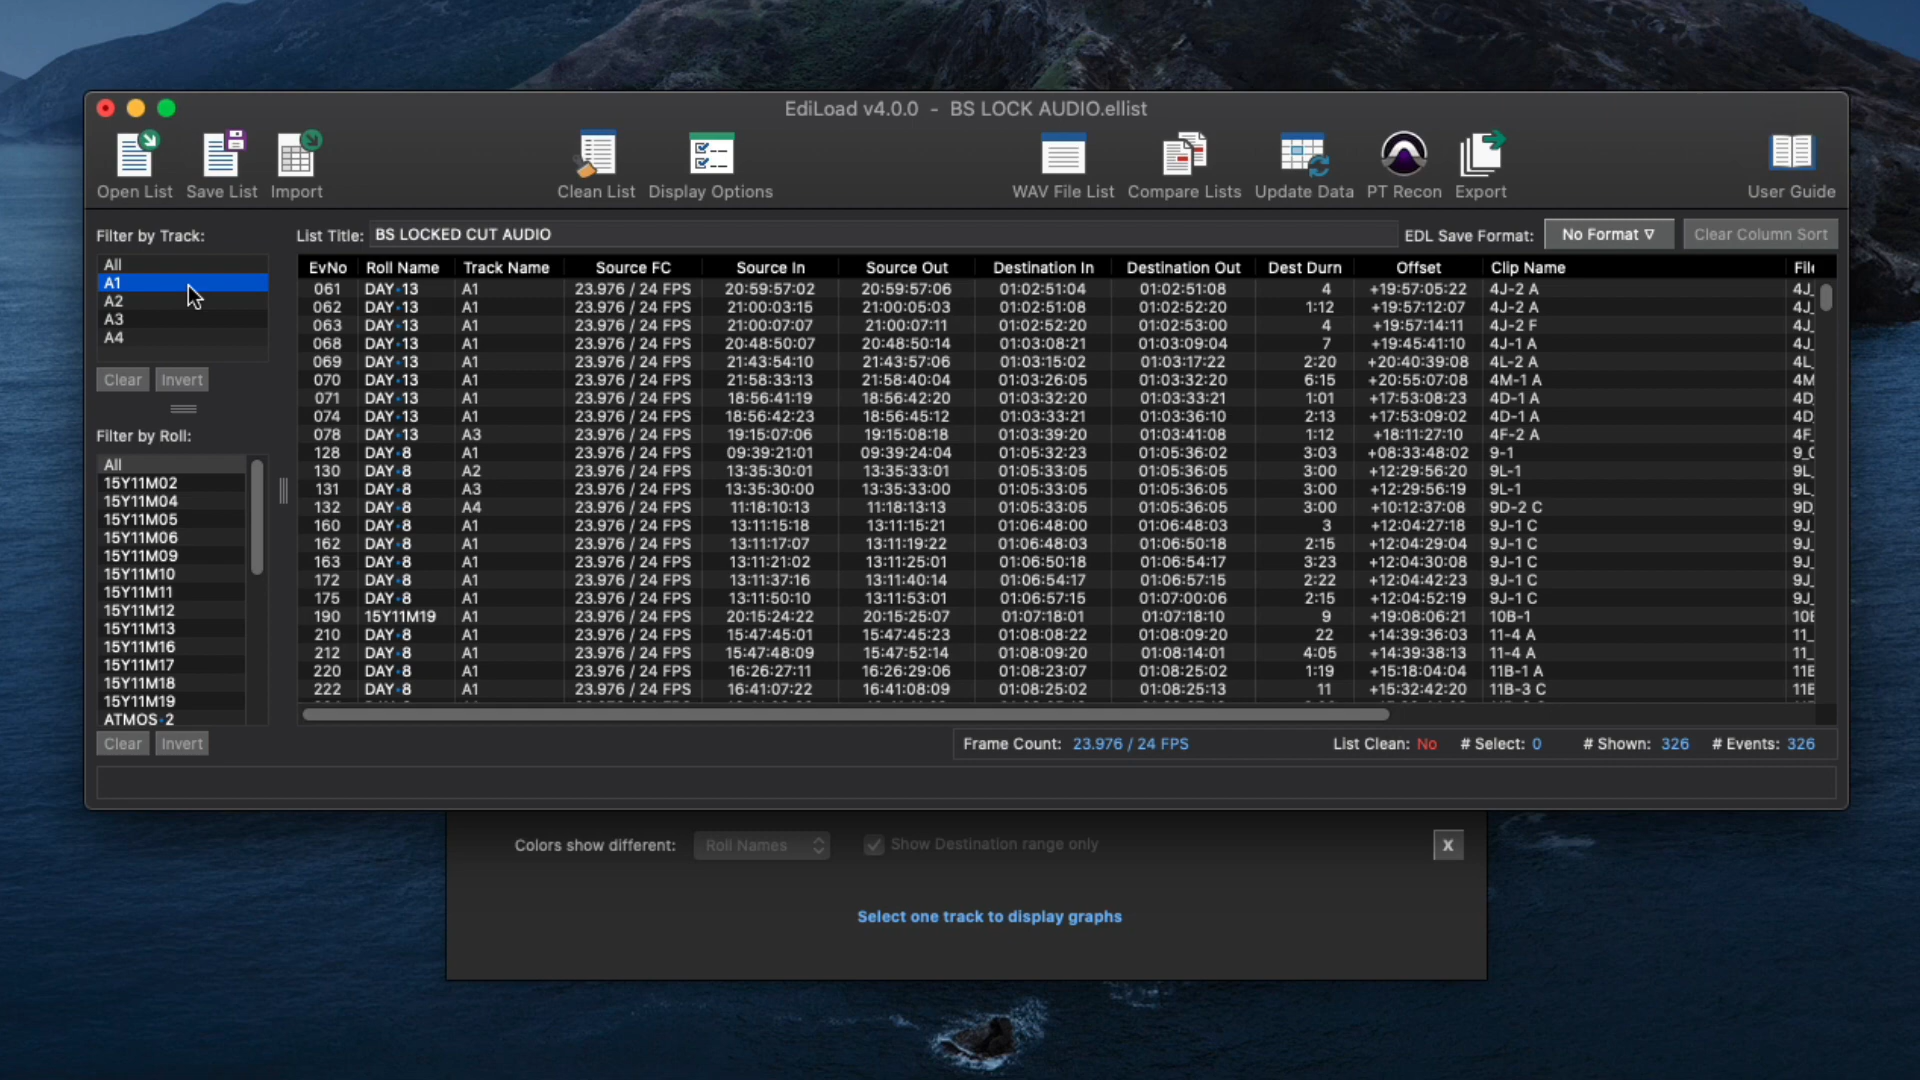 EdiLoad v4.0.0 - BS LOCK AUDIO.ellist
Open List Save List Import Clean List Display Options WAV File List Compare Lists Update Data PT Recon Export User Guide
Filter by Track:
All
A1
A2
A3
A4
Clear Invert
Filter by Roll:
All
15Y11M02
15Y11M04
15Y11M05
15Y11M06
15Y11M09
15Y11M10
15Y11M11
15Y11M12
15Y11M13
15Y11M16
15Y11M17
15Y11M18
15Y11M19
ATMOS•2
Clear Invert
List Title: BS LOCKED CUT AUDIO EDL Save Format: No Format ∇ Clear Column Sort
EvNo Roll Name Track Name Source FC Source In Source Out Destination In Destination Out Dest Durn Offset Clip Name
061 DAY•13 A1 23.976 / 24 FPS 20:59:57:02 20:59:57:06 01:02:51:04 01:02:51:08 4 +19:57:05:22 4J-2 A 4J_
062 DAY•13 A1 23.976 / 24 FPS 21:00:03:15 21:00:05:03 01:02:51:08 01:02:52:20 1:12 +19:57:12:07 4J-2 A 4J_
063 DAY•13 A1 23.976 / 24 FPS 21:00:07:07 21:00:07:11 01:02:52:20 01:02:53:00 4 +19:57:14:11 4J-2 F 4J_
068 DAY•13 A1 23.976 / 24 FPS 20:48:50:07 20:48:50:14 01:03:08:21 01:03:09:04 7 +19:45:41:10 4J-1 A 4J_
069 DAY•13 A1 23.976 / 24 FPS 21:43:54:10 21:43:57:06 01:03:15:02 01:03:17:22 2:20 +20:40:39:08 4L-2 A 4L_
070 DAY•13 A1 23.976 / 24 FPS 21:58:33:13 21:58:40:04 01:03:26:05 01:03:32:20 6:15 +20:55:07:08 4M-1 A 4M
071 DAY•13 A1 23.976 / 24 FPS 18:56:41:19 18:56:42:20 01:03:32:20 01:03:33:21 1:01 +17:53:08:23 4D-1 A 4D_
074 DAY•13 A1 23.976 / 24 FPS 18:56:42:23 18:56:45:12 01:03:33:21 01:03:36:10 2:13 +17:53:09:02 4D-1 A 4D_
078 DAY•13 A3 23.976 / 24 FPS 19:15:07:06 19:15:08:18 01:03:39:20 01:03:41:08 1:12 +18:11:27:10 4F-2 A 4F_
128 DAY•8 A1 23.976 / 24 FPS 09:39:21:01 09:39:24:04 01:05:32:23 01:05:36:02 3:03 +08:33:48:02 9-1
130 DAY•8 A2 23.976 / 24 FPS 13:35:30:01 13:35:33:01 01:05:33:05 01:05:36:05 3:00 +12:29:56:20 9L-1 9L_
131 DAY•8 A3 23.976 / 24 FPS 13:35:30:00 13:35:33:00 01:05:33:05 01:05:36:05 3:00 +12:29:56:19 9L-1 9L_
132 DAY•8 A4 23.976 / 24 FPS 11:18:10:13 11:18:13:13 01:05:33:05 01:05:36:05 3:00 +10:12:37:08 9D-2 C 9D_
160 DAY•8 A1 23.976 / 24 FPS 13:11:15:18 13:11:15:21 01:06:48:00 01:06:48:03 3 +12:04:27:18 9J-1 C 9J_
162 DAY•8 A1 23.976 / 24 FPS 13:11:17:07 13:11:19:22 01:06:48:03 01:06:50:18 2:15 +12:04:29:04 9J-1 C 9J_
163 DAY•8 A1 23.976 / 24 FPS 13:11:21:02 13:11:25:01 01:06:50:18 01:06:54:17 3:23 +12:04:30:08 9J-1 C 9J_
172 DAY•8 A1 23.976 / 24 FPS 13:11:37:16 13:11:40:14 01:06:54:17 01:06:57:15 2:22 +12:04:42:23 9J-1 C 9J_
175 DAY•8 A1 23.976 / 24 FPS 13:11:50:10 13:11:53:01 01:06:57:15 01:07:00:06 2:15 +12:04:52:19 9J-1 C 9J_
190 15Y11M19 A1 23.976 / 24 FPS 20:15:24:22 20:15:25:07 01:07:18:01 01:07:18:10 9 +19:08:06:21 10B-1
210 DAY•8 A1 23.976 / 24 FPS 15:47:45:01 15:47:45:23 01:08:08:22 01:08:09:20 22 +14:39:36:03 11-4 A 11_
212 DAY•8 A1 23.976 / 24 FPS 15:47:48:09 15:47:52:14 01:08:09:20 01:08:14:01 4:05 +14:39:38:13 11-4 A 11_
220 DAY•8 A1 23.976 / 24 FPS 16:26:27:11 16:26:29:06 01:08:23:07 01:08:25:02 1:19 +15:18:04:04 11B-1 A
222 DAY•8 A1 23.976 / 24 FPS 16:41:07:22 16:41:08:09 01:08:25:02 01:08:25:13 11 +15:32:42:20 11B-3 C
Frame Count: 23.976 / 24 FPS List Clean: No # Select: 0 # Shown: 326 # Events: 326
Colors show different: Roll Names Show Destination range only X
Select one track to display graphs